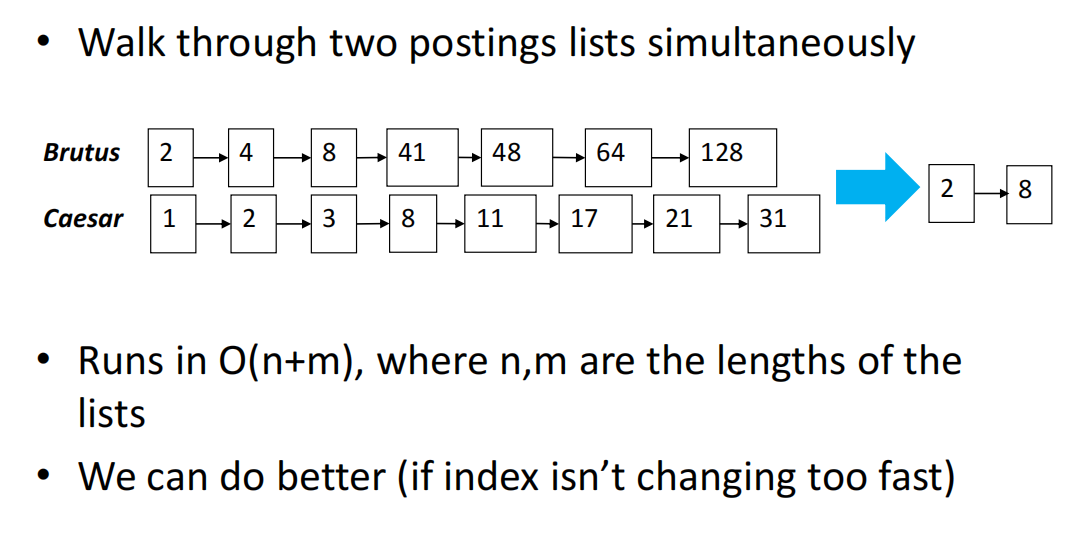 • Walk through two postings lists simultaneously
Brutus 2 4 8 41 48 64 128
Caesar 1 2 3 8 11 17 21 31
2 8
• Runs in O(n+m), where n,m are the lengths of the
lists
• We can do better (if index isn’t changing too fast)